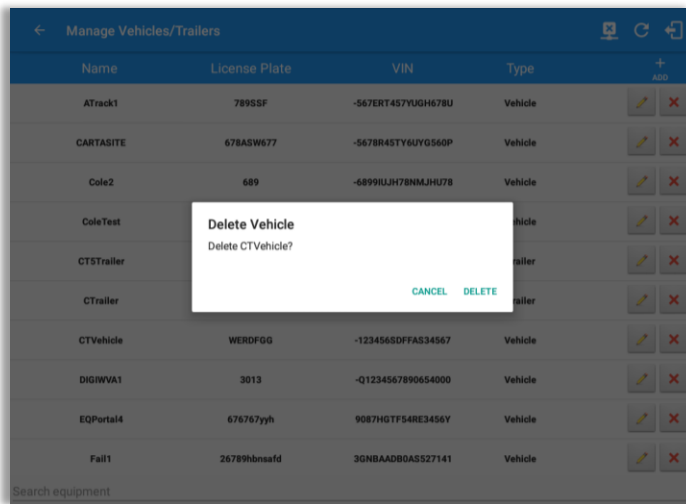 Manage Vehicles/Trailers
Name License Plate VIN Type ADD
ATrack1 789SSF -567ERT457YUGH678U Vehicle
CARTASITE 678ASW677 -5678R45TY6UYG560P Vehicle
Cole2 689 -6899IUJH78NMJHU78 Vehicle
ColeTest hicle
Delete Vehicle
Delete CTVehicle?
CT5Trailer railer
CANCEL DELETE
CTrailer railer
CTVehicle WERDFGG -123456SDFFAS34567 Vehicle
DIGIWVA1 3013 -Q1234567890654000 Vehicle
EQPortal4 676767yyh 9087HGTF54RE3456Y Vehicle
Fail1 26789hbnsafd 3GNBAADB0AS527141 Vehicle
Search equipment